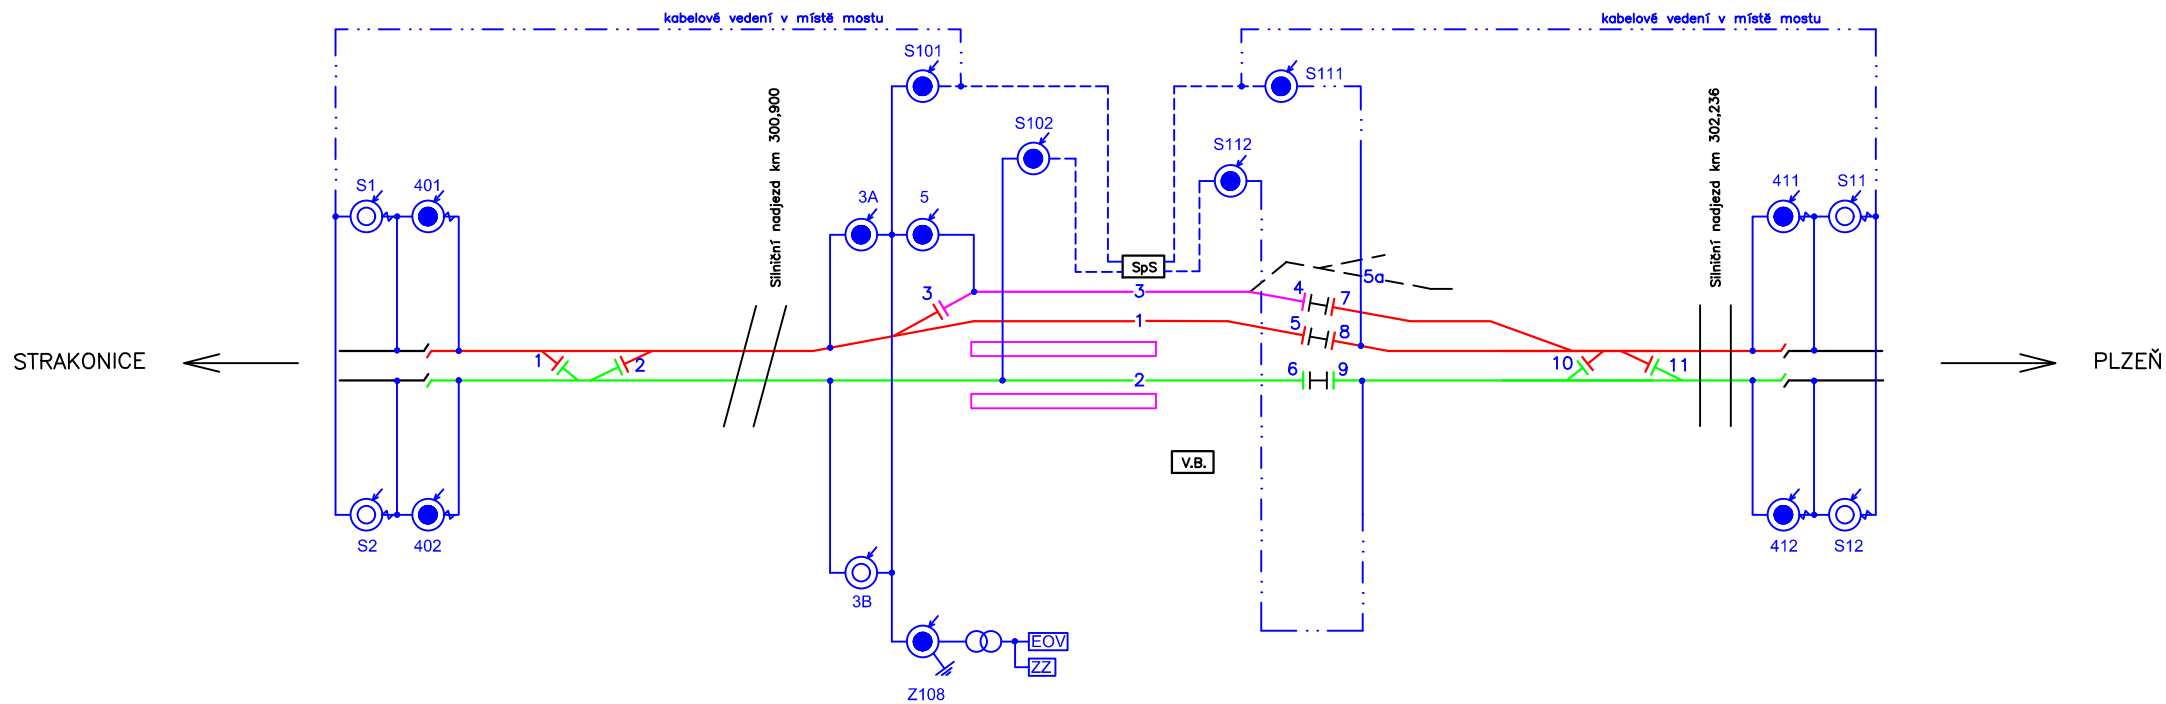 kabelové vedení v místě mostu
kabelové vedení v místě mostu
S101
S111
Silniční nadjezd km 300,900
Silniční nadjezd km 302,236
S102
S112
S1
401
3A
5
411
S11
SpS
5a
3
3
4
7
1
5
8
STRAKONICE
1
2
2
6
9
10
11
PLZEŇ
V.B.
S2
402
412
S12
3B
EOV
ZZ
Z108